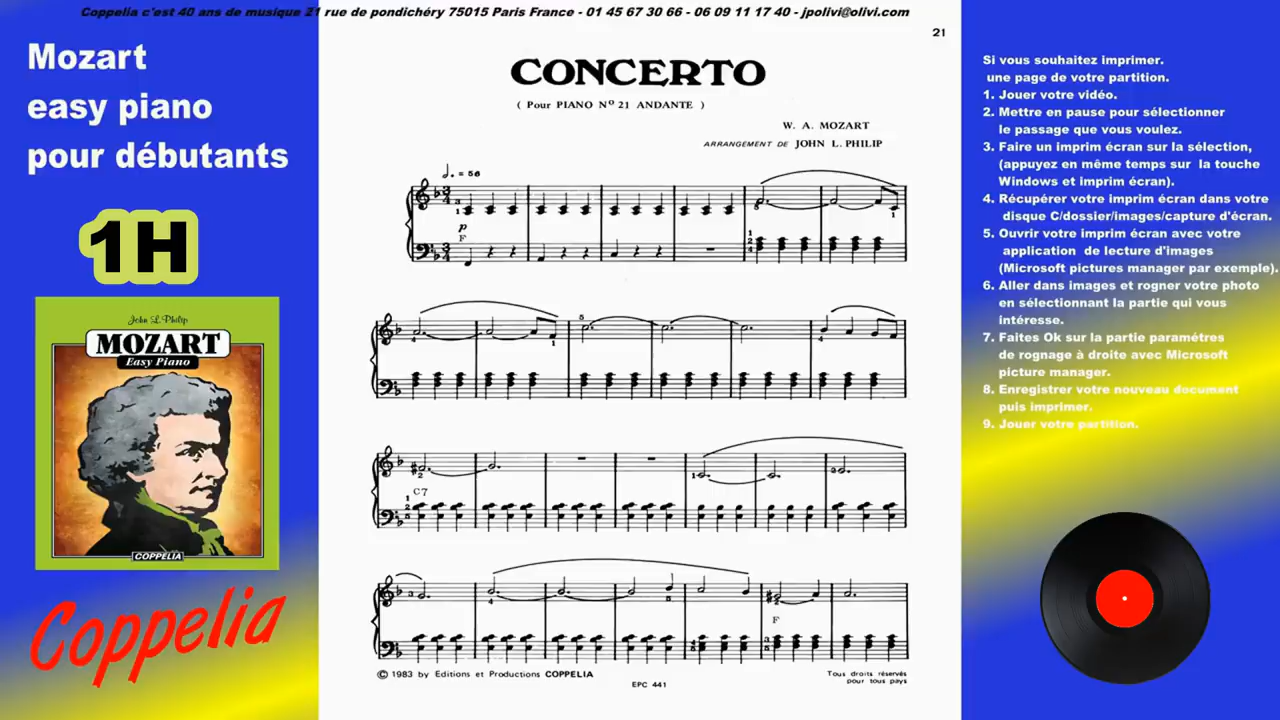 Coppelia c'est 40 ans de musique 21 rue de pondichéry 75015 Paris France - 01 45 67 30 66 - 06 09 11 17 40 - jpolivi@olivi.com
Mozart
easy piano
pour débutants
1H
John L. Philip
MOZART
Easy Piano
COPPELIA
Coppelia
21
CONCERTO
( Pour PIANO Nº 21 ANDANTE )
W. A. MOZART
ARRANGEMENT DE JOHN L. PHILIP
= 56
p
F
C7
F
© 1983 by Editions et Productions COPPELIA
EPC 441
Tous droits réservés
pour tous pays
Si vous souhaitez imprimer.
une page de votre partition.
1. Jouer votre vidéo.
2. Mettre en pause pour sélectionner
le passage que vous voulez.
3. Faire un imprim écran sur la sélection,
(appuyez en même temps sur la touche
Windows et imprim écran).
4. Récupérer votre imprim écran dans votre
disque C/dossier/images/capture d'écran.
5. Ouvrir votre imprim écran avec votre
application de lecture d'images
(Microsoft pictures manager par exemple).
6. Aller dans images et rogner votre photo
en sélectionnant la partie qui vous
intéresse.
7. Faites Ok sur la partie paramétres
de rognage à droite avec Microsoft
picture manager.
8. Enregistrer votre nouveau document
puis imprimer.
9. Jouer votre partition.